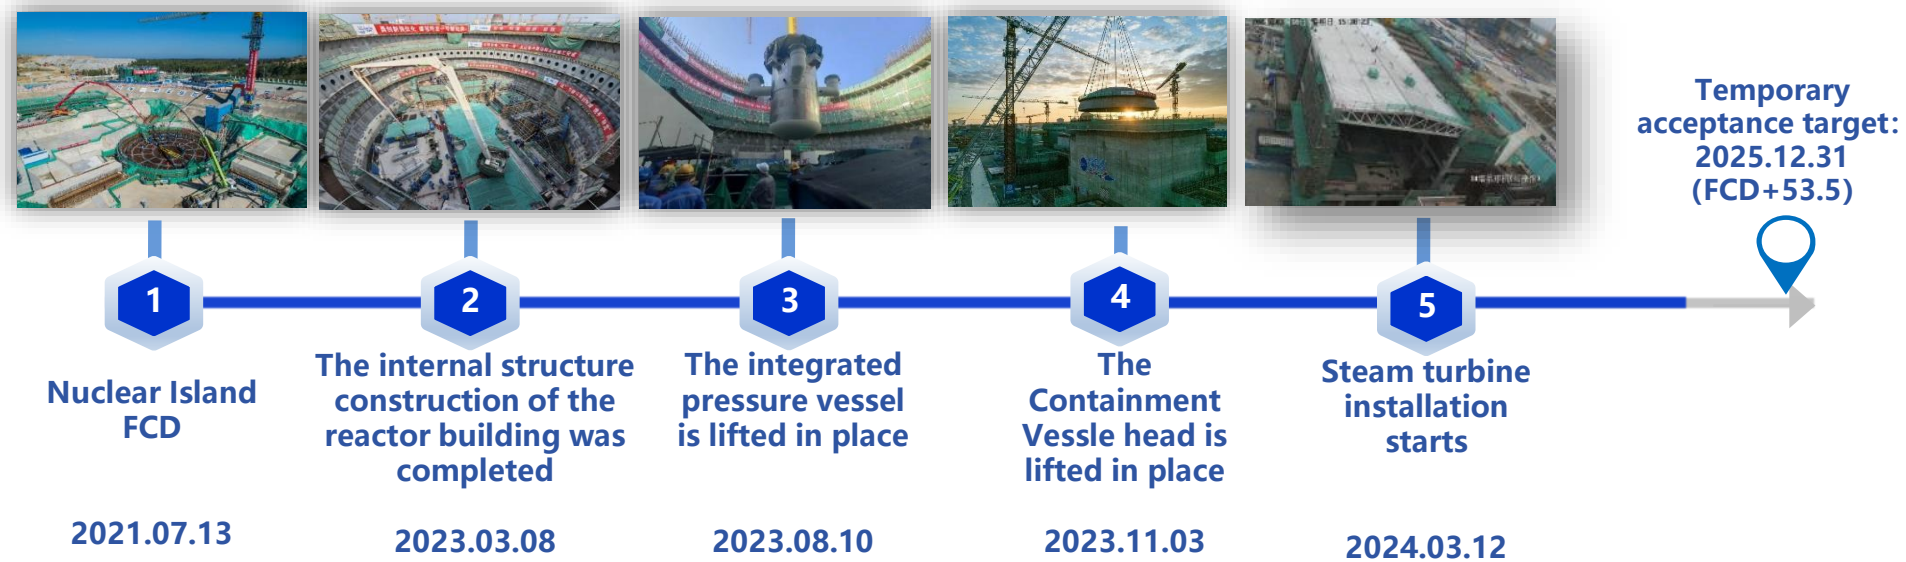 Temporary
acceptance target:
2025.12.31
(FCD+53.5)
1
2
3
4
5
Nuclear Island
FCD
2021.07.13
The internal structure
construction of the
reactor building was
completed
2023.03.08
The integrated
pressure vessel
is lifted in place
2023.08.10
The
Containment
Vessle head is
lifted in place
2023.11.03
Steam turbine
installation
starts
2024.03.12